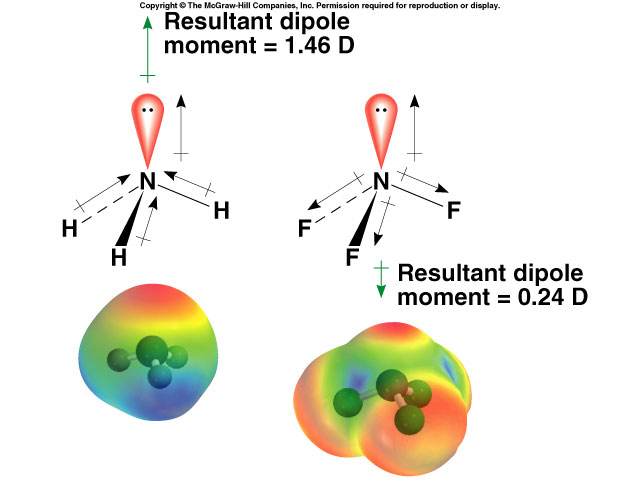 Copyright © The McGraw-Hill Companies, Inc. Permission required for reproduction or display.
Resultant dipole
moment = 1.46 D
N
H
H
H
N
F
F
F
Resultant dipole
moment = 0.24 D